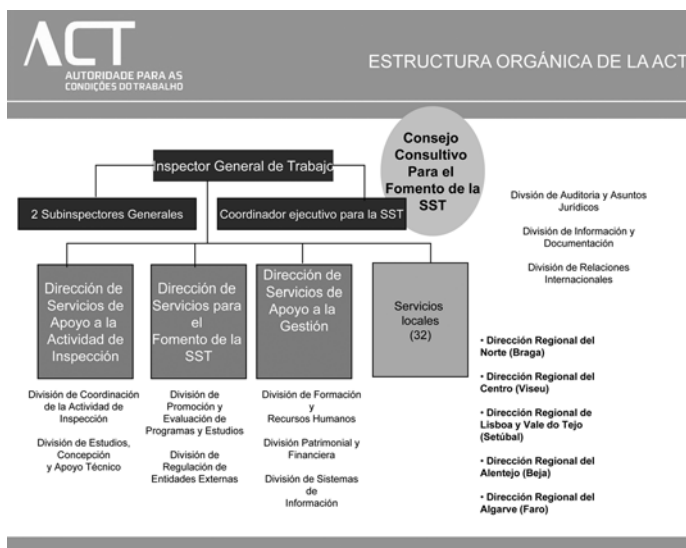 ACT
AUTORIDADE PARA AS
CONDIÇÕES DO TRABALHO
ESTRUCTURA ORGÁNICA DE LA ACT
Consejo
Consultivo
Para el
Fomento de la
SST
Inspector General de Trabajo
2 Subinspectores Generales
Coordinador ejecutivo para la SST
Divsión de Auditoria y Asuntos
Jurídicos
División de Información y
Documentación
División de Relaciones
Internacionales
Dirección de
Servicios de
Apoyo a la
Actividad de
Inspección
Dirección de
Servicios para
el
Fomento de la
SST
Dirección de
Servicios de
Apoyo a la
Gestión
Servicios
locales
(32)
División de Coordinación
de la Actividad de
Inspección
División de Estudios,
Concepción
y Apoyo Técnico
División de
Promoción y
Evaluación de
Programas y Estudios
División de
Regulación de
Entidades Externas
División de Formación
y
Recursos Humanos
División Patrimonial y
Financiera
División de Sistemas
de
Información
• Dirección Regional del
Norte (Braga)
• Dirección Regional del
Centro (Viseu)
• Dirección Regional de
Lisboa y Vale do Tejo
(Setúbal)
• Dirección Regional del
Alentejo (Beja)
• Dirección Regional del
Algarve (Faro)